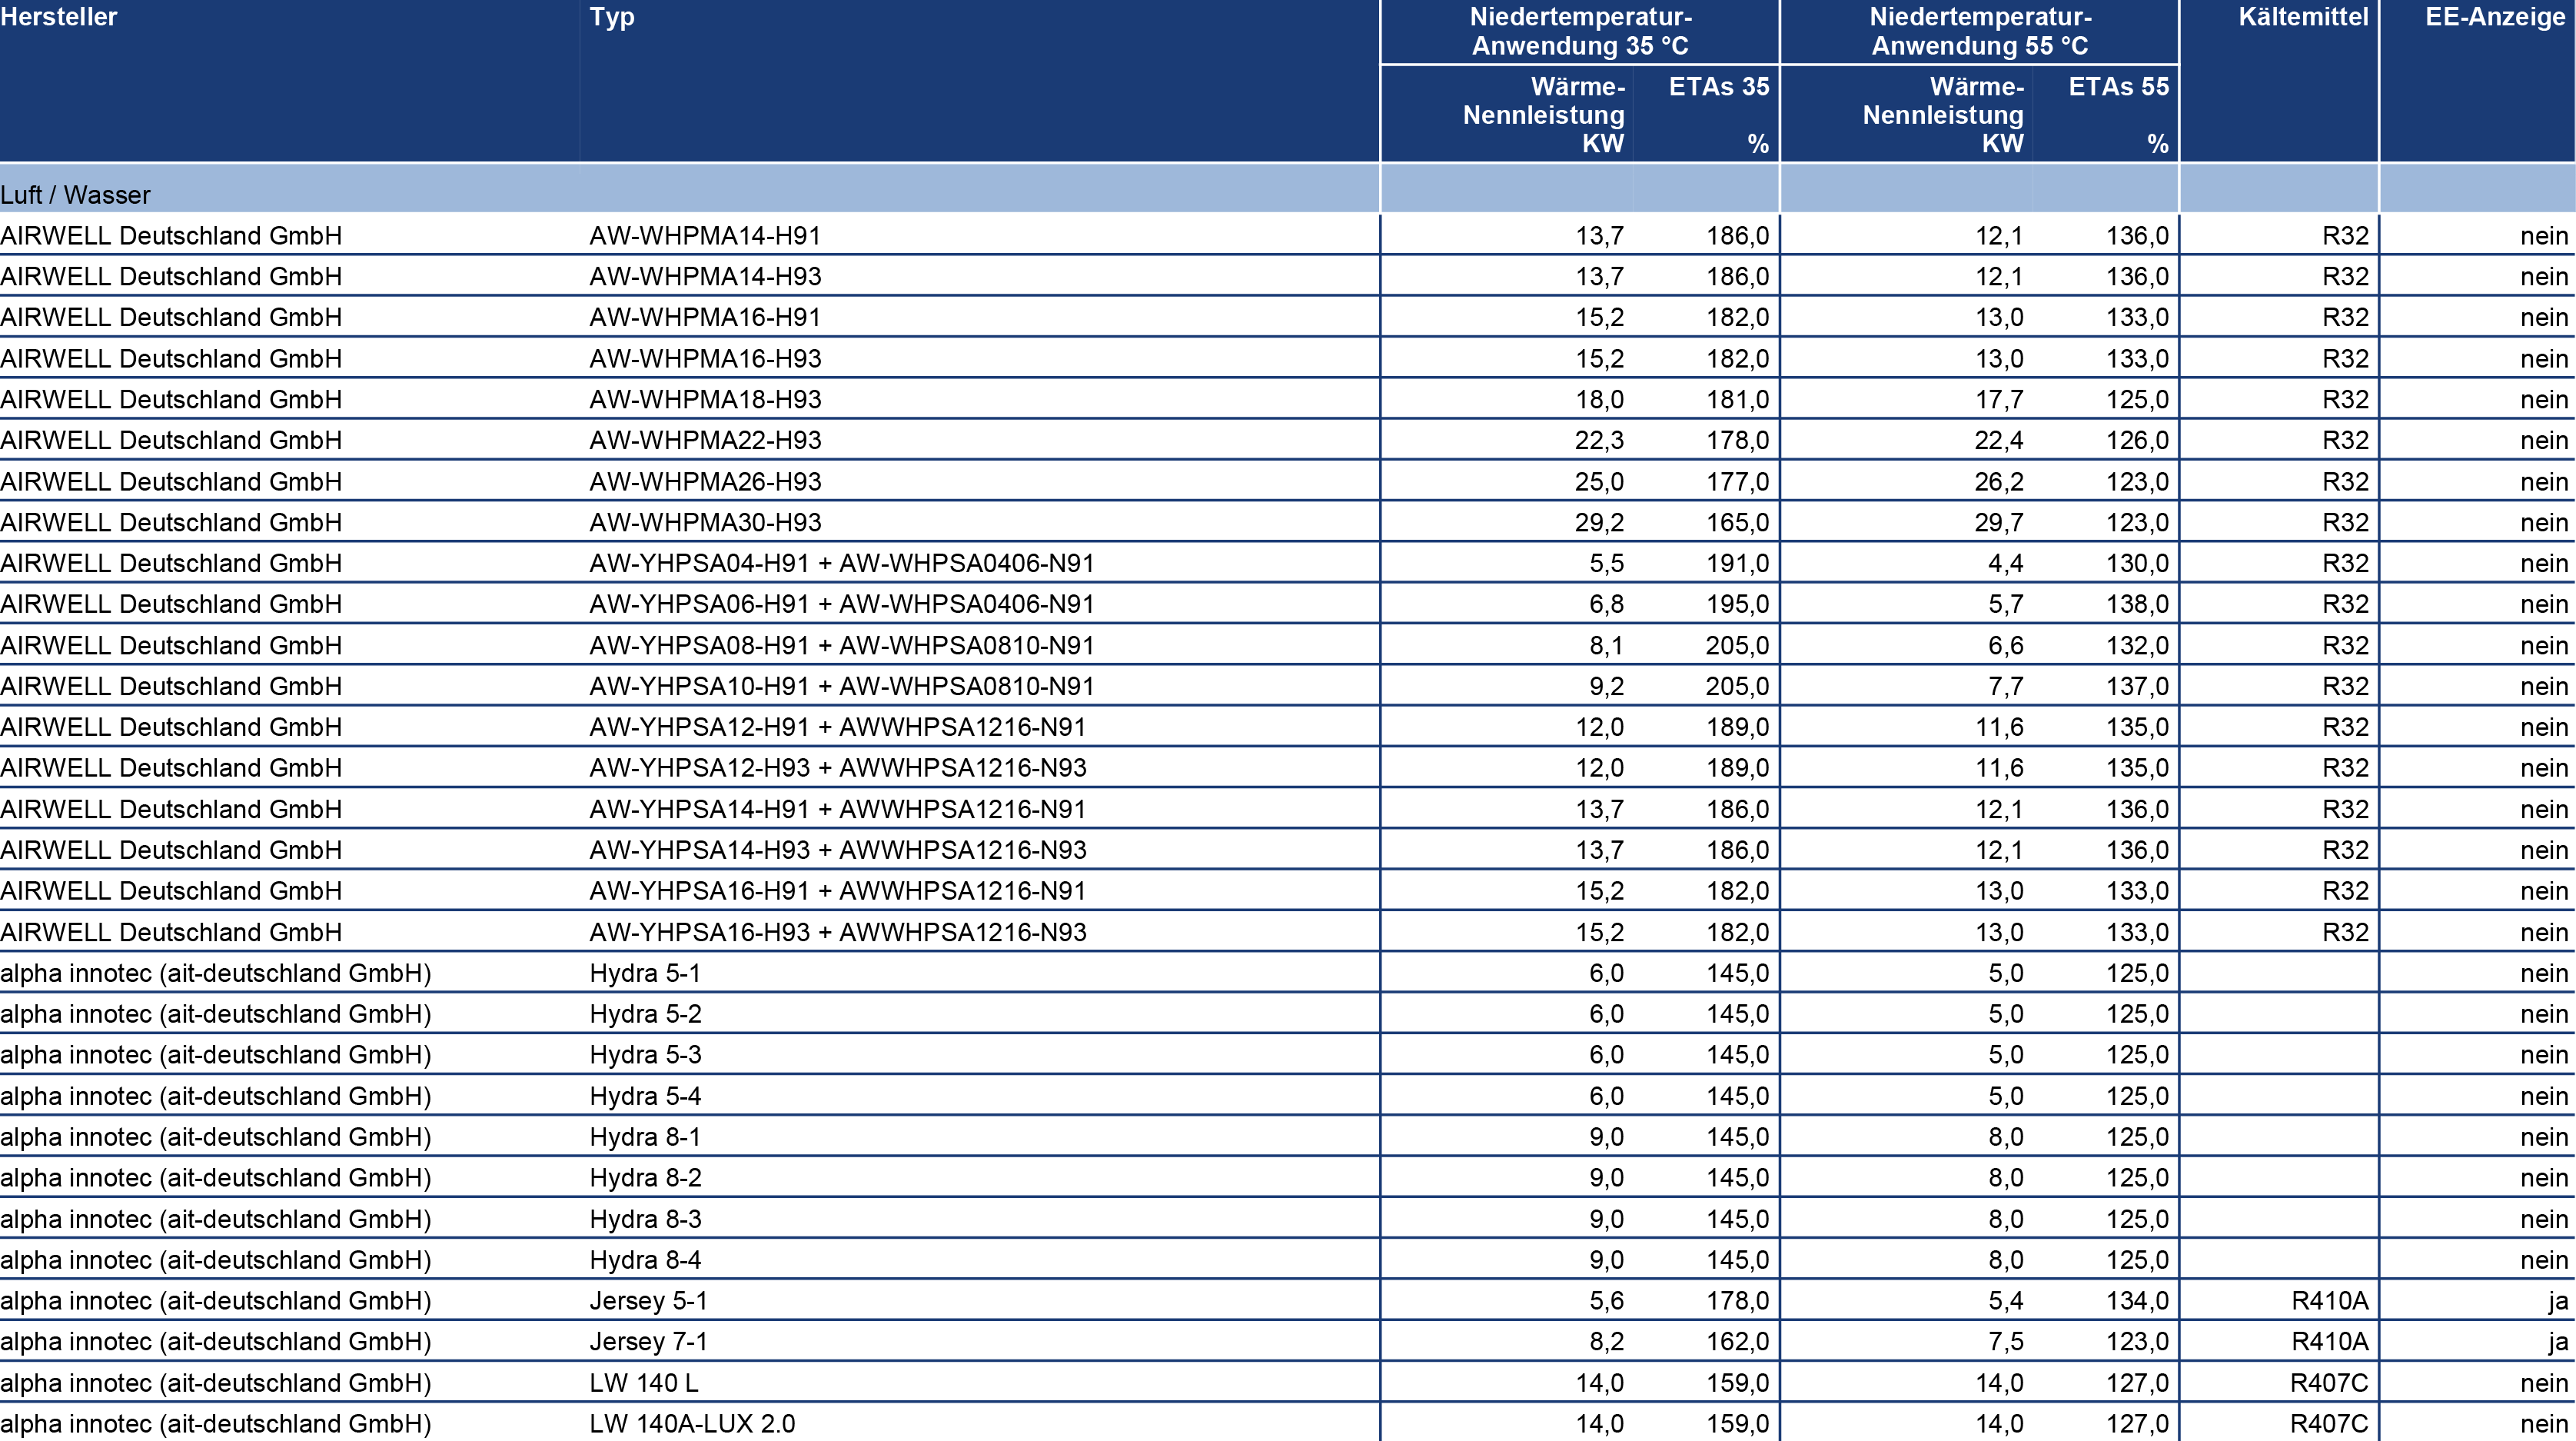 Hersteller Typ Niedertemperatur- Niedertemperatur- Kältemittel EE-Anzeige
Anwendung 35 °C Anwendung 55 °C
Wärme- ETAs 35 Wärme- ETAs 55
Nennleistung Nennleistung
KW % KW %
Luft / Wasser
AIRWELL Deutschland GmbH AW-WHPMA14-H91 13,7 186,0 12,1 136,0 R32 nein
AIRWELL Deutschland GmbH AW-WHPMA14-H93 13,7 186,0 12,1 136,0 R32 nein
AIRWELL Deutschland GmbH AW-WHPMA16-H91 15,2 182,0 13,0 133,0 R32 nein
AIRWELL Deutschland GmbH AW-WHPMA16-H93 15,2 182,0 13,0 133,0 R32 nein
AIRWELL Deutschland GmbH AW-WHPMA18-H93 18,0 181,0 17,7 125,0 R32 nein
AIRWELL Deutschland GmbH AW-WHPMA22-H93 22,3 178,0 22,4 126,0 R32 nein
AIRWELL Deutschland GmbH AW-WHPMA26-H93 25,0 177,0 26,2 123,0 R32 nein
AIRWELL Deutschland GmbH AW-WHPMA30-H93 29,2 165,0 29,7 123,0 R32 nein
AIRWELL Deutschland GmbH AW-YHPSA04-H91 + AW-WHPSA0406-N91 5,5 191,0 4,4 130,0 R32 nein
AIRWELL Deutschland GmbH AW-YHPSA06-H91 + AW-WHPSA0406-N91 6,8 195,0 5,7 138,0 R32 nein
AIRWELL Deutschland GmbH AW-YHPSA08-H91 + AW-WHPSA0810-N91 8,1 205,0 6,6 132,0 R32 nein
AIRWELL Deutschland GmbH AW-YHPSA10-H91 + AW-WHPSA0810-N91 9,2 205,0 7,7 137,0 R32 nein
AIRWELL Deutschland GmbH AW-YHPSA12-H91 + AWWHPSA1216-N91 12,0 189,0 11,6 135,0 R32 nein
AIRWELL Deutschland GmbH AW-YHPSA12-H93 + AWWHPSA1216-N93 12,0 189,0 11,6 135,0 R32 nein
AIRWELL Deutschland GmbH AW-YHPSA14-H91 + AWWHPSA1216-N91 13,7 186,0 12,1 136,0 R32 nein
AIRWELL Deutschland GmbH AW-YHPSA14-H93 + AWWHPSA1216-N93 13,7 186,0 12,1 136,0 R32 nein
AIRWELL Deutschland GmbH AW-YHPSA16-H91 + AWWHPSA1216-N91 15,2 182,0 13,0 133,0 R32 nein
AIRWELL Deutschland GmbH AW-YHPSA16-H93 + AWWHPSA1216-N93 15,2 182,0 13,0 133,0 R32 nein
alpha innotec (ait-deutschland GmbH) Hydra 5-1 6,0 145,0 5,0 125,0 nein
alpha innotec (ait-deutschland GmbH) Hydra 5-2 6,0 145,0 5,0 125,0 nein
alpha innotec (ait-deutschland GmbH) Hydra 5-3 6,0 145,0 5,0 125,0 nein
alpha innotec (ait-deutschland GmbH) Hydra 5-4 6,0 145,0 5,0 125,0 nein
alpha innotec (ait-deutschland GmbH) Hydra 8-1 9,0 145,0 8,0 125,0 nein
alpha innotec (ait-deutschland GmbH) Hydra 8-2 9,0 145,0 8,0 125,0 nein
alpha innotec (ait-deutschland GmbH) Hydra 8-3 9,0 145,0 8,0 125,0 nein
alpha innotec (ait-deutschland GmbH) Hydra 8-4 9,0 145,0 8,0 125,0 nein
alpha innotec (ait-deutschland GmbH) Jersey 5-1 5,6 178,0 5,4 134,0 R410A ja
alpha innotec (ait-deutschland GmbH) Jersey 7-1 8,2 162,0 7,5 123,0 R410A ja
alpha innotec (ait-deutschland GmbH) LW 140 L 14,0 159,0 14,0 127,0 R407C nein
alpha innotec (ait-deutschland GmbH) LW 140A-LUX 2.0 14,0 159,0 14,0 127,0 R407C nein